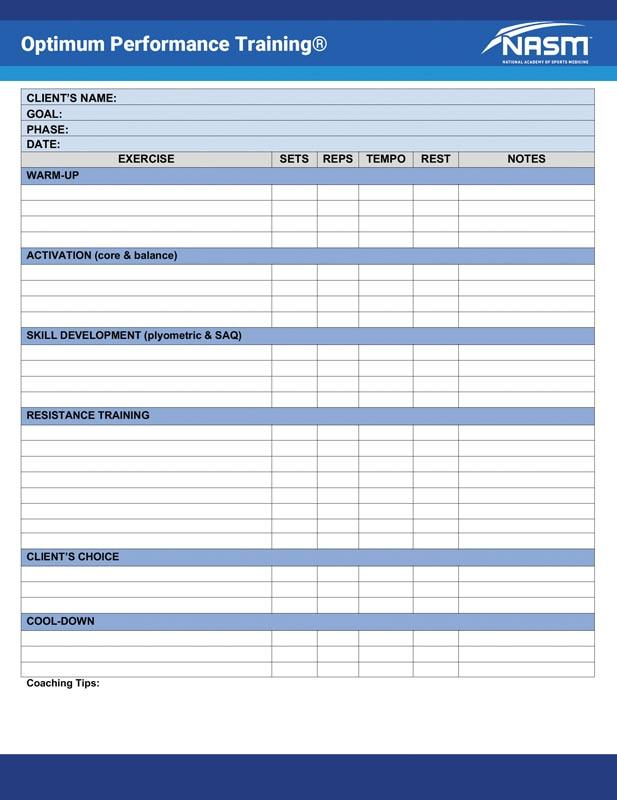 Optimum Performance Training®
NASM
NATIONAL ACADEMY OF SPORTS MEDICINE
CLIENT'S NAME:
GOAL:
PHASE:
DATE:
EXERCISE SETS REPS TEMPO REST NOTES
WARM-UP
ACTIVATION (core & balance)
SKILL DEVELOPMENT (plyometric & SAQ)
RESISTANCE TRAINING
CLIENT'S CHOICE
COOL-DOWN
Coaching Tips: